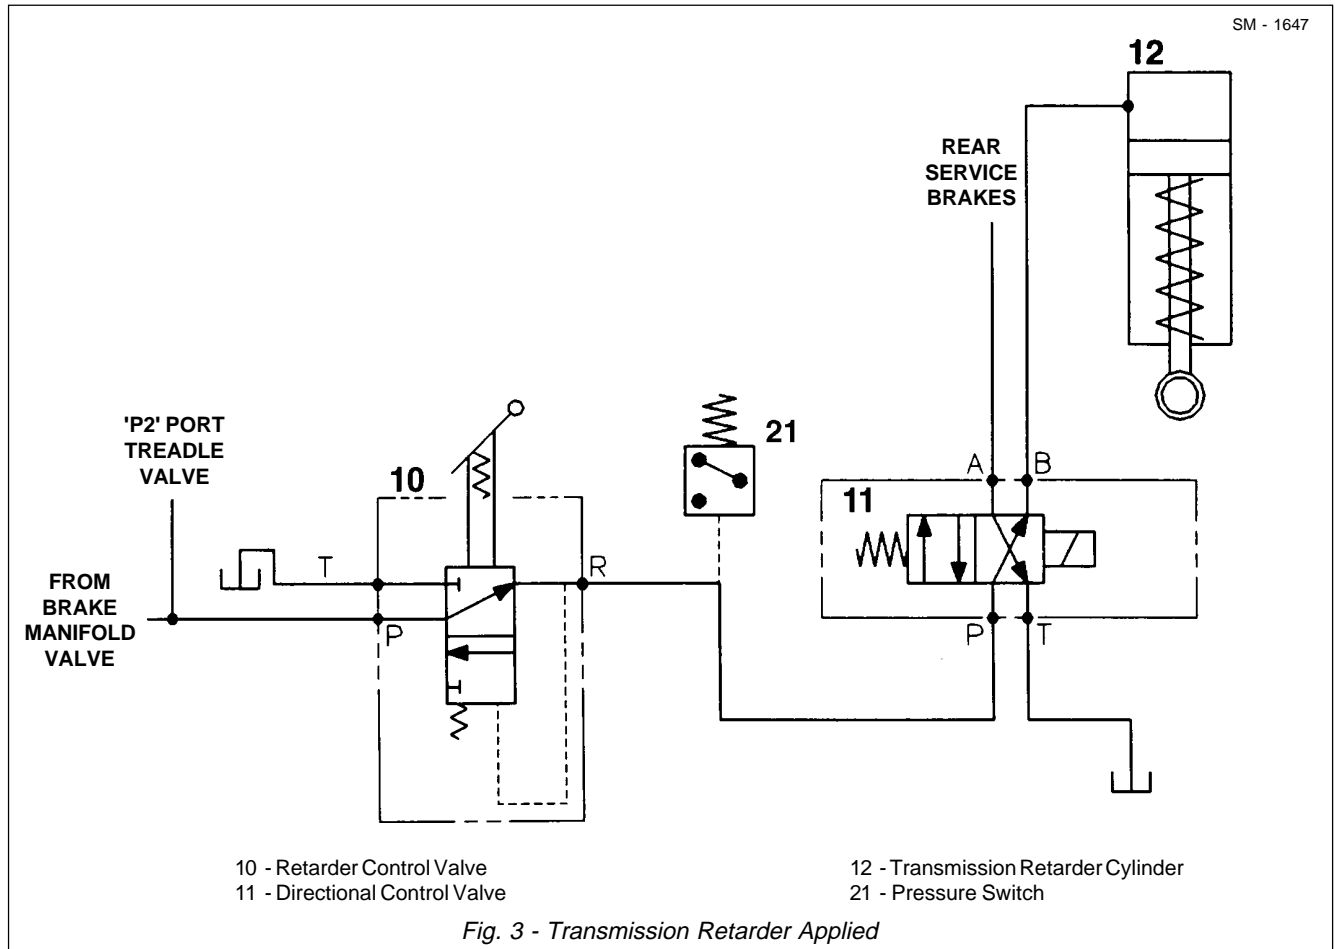 SM - 1647
12
REAR
SERVICE
BRAKES
'P2' PORT
TREADLE
VALVE
10
21
A
B
11
T
R
FROM
BRAKE
MANIFOLD
VALVE
P
P
T
10 - Retarder Control Valve
11 - Directional Control Valve
12 - Transmission Retarder Cylinder
21 - Pressure Switch
Fig. 3 - Transmission Retarder Applied